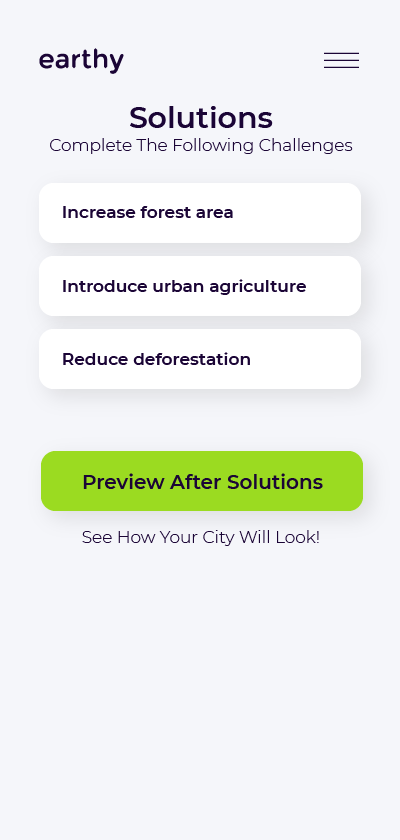 earthy
Solutions
Complete The Following Challenges
Increase forest area
Introduce urban agriculture
Reduce deforestation
Preview After Solutions
See How Your City Will Look!